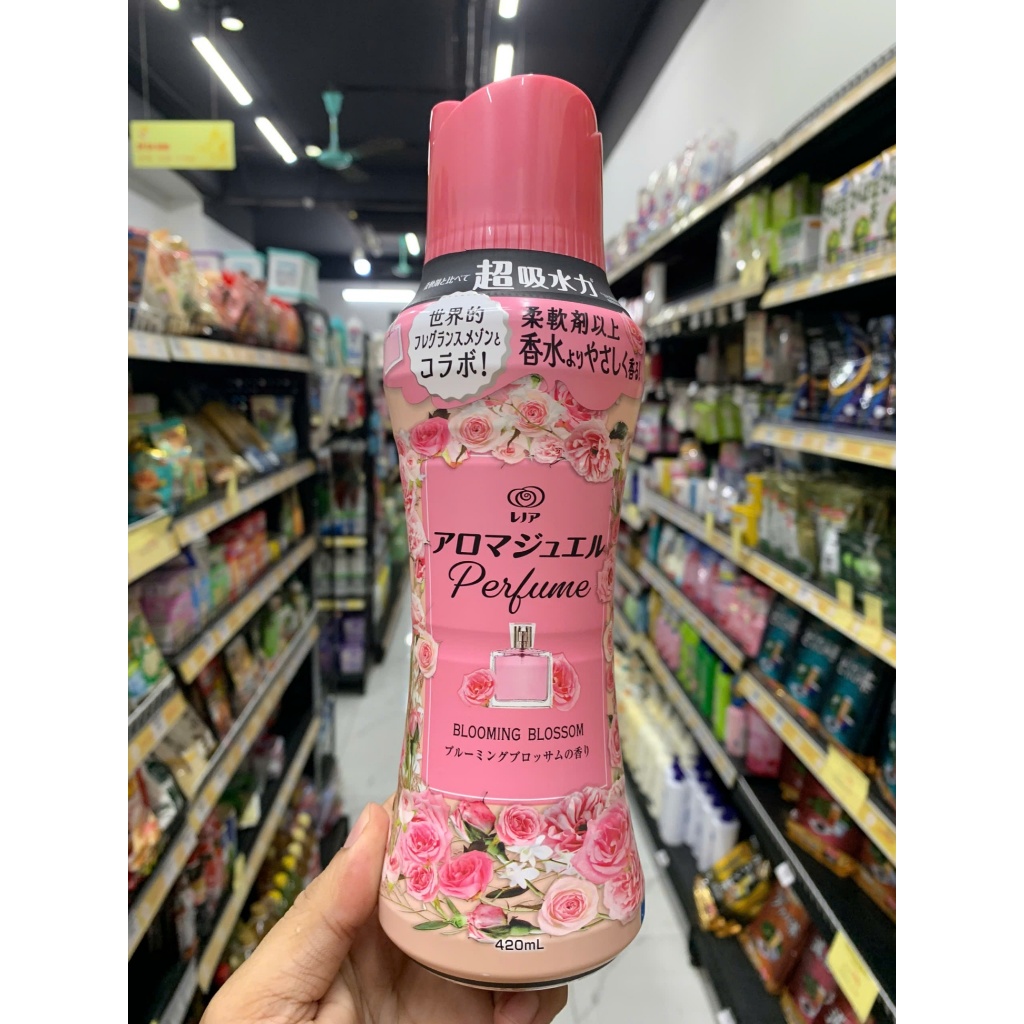 超吸水力
世界的
フレグランスメゾンと
コラボ!
柔軟剤以上
香水よりやさしく香る
レノア
アロマジュエル
Perfume
BLOOMING BLOSSOM
ブルーミングブロッサムの香り
420mL